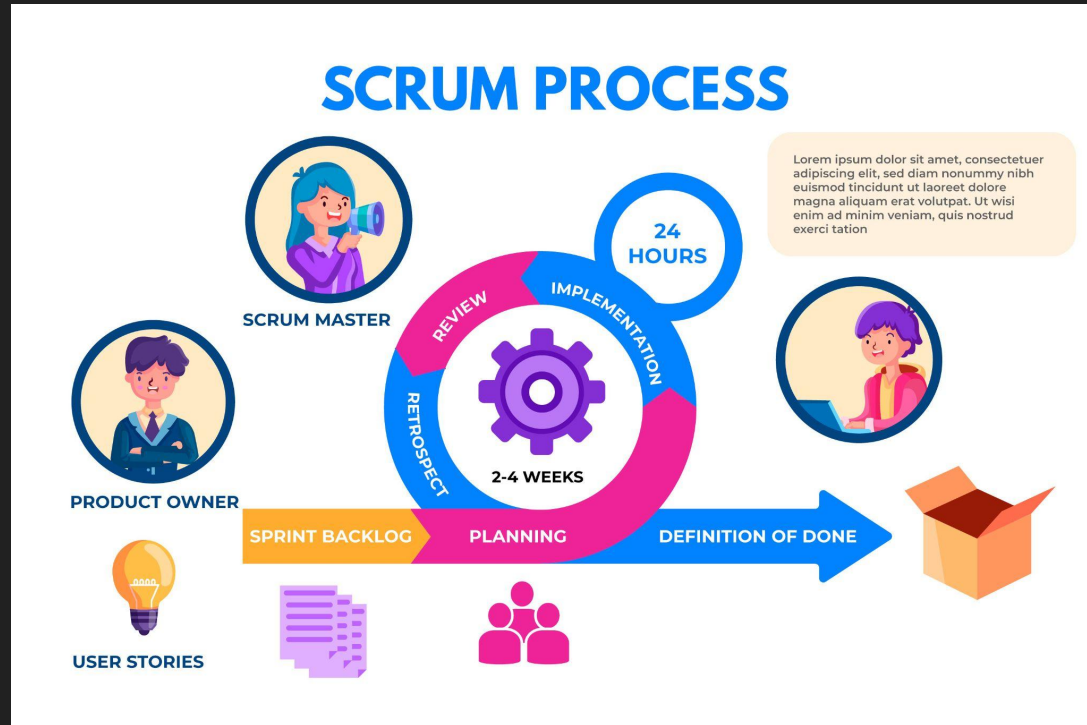 SCRUM PROCESS
Lorem ipsum dolor sit amet, consectetuer
adipiscing elit, sed diam nonummy nibh
euismod tincidunt ut laoreet dolore
magna aliquam erat volutpat. Ut wisi
enim ad minim veniam, quis nostrud
exerci tation
24
HOURS
SCRUM MASTER
REVIEW
IMPLEMENTATION
RETROSPECT
2-4 WEEKS
PRODUCT OWNER
SPRINT BACKLOG
PLANNING
DEFINITION OF DONE
USER STORIES